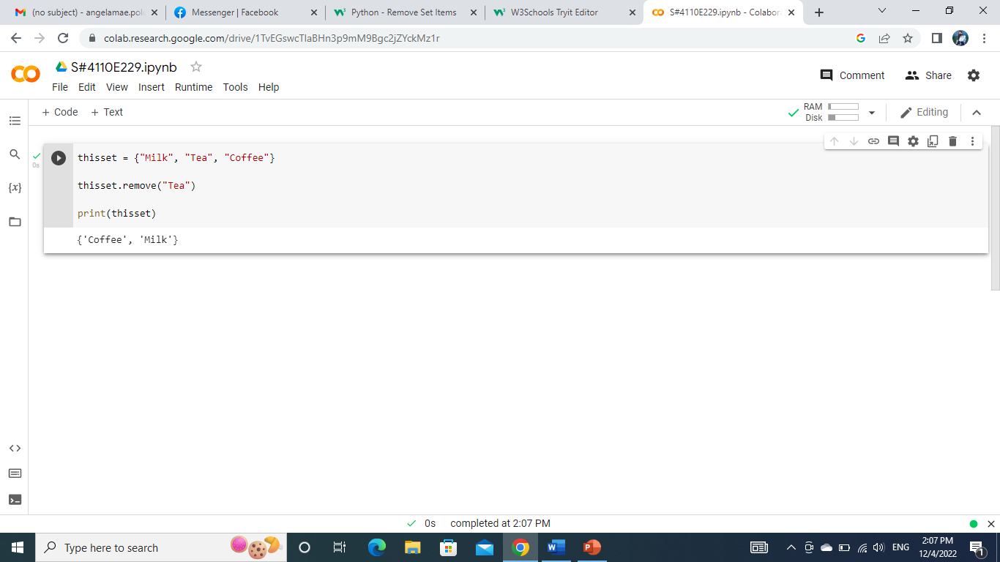 (no subject) - angelamae.pol
Messenger | Facebook
Python - Remove Set Items
W3Schools Tryit Editor
S#4110E229.ipynb - Colabor
colab.research.google.com/drive/1TvEGswcTlaBHn3p9mM9Bgc2jZYckMz1r
S#4110E229.ipynb
Comment
Share
File Edit View Insert Runtime Tools Help
+ Code + Text
RAM
Disk
Editing
0s
thisset = {"Milk", "Tea", "Coffee"}
thisset.remove("Tea")
print(thisset)
{'Coffee', 'Milk'}
{x}
0s completed at 2:07 PM
Type here to search
ENG
2:07 PM
12/4/2022
1